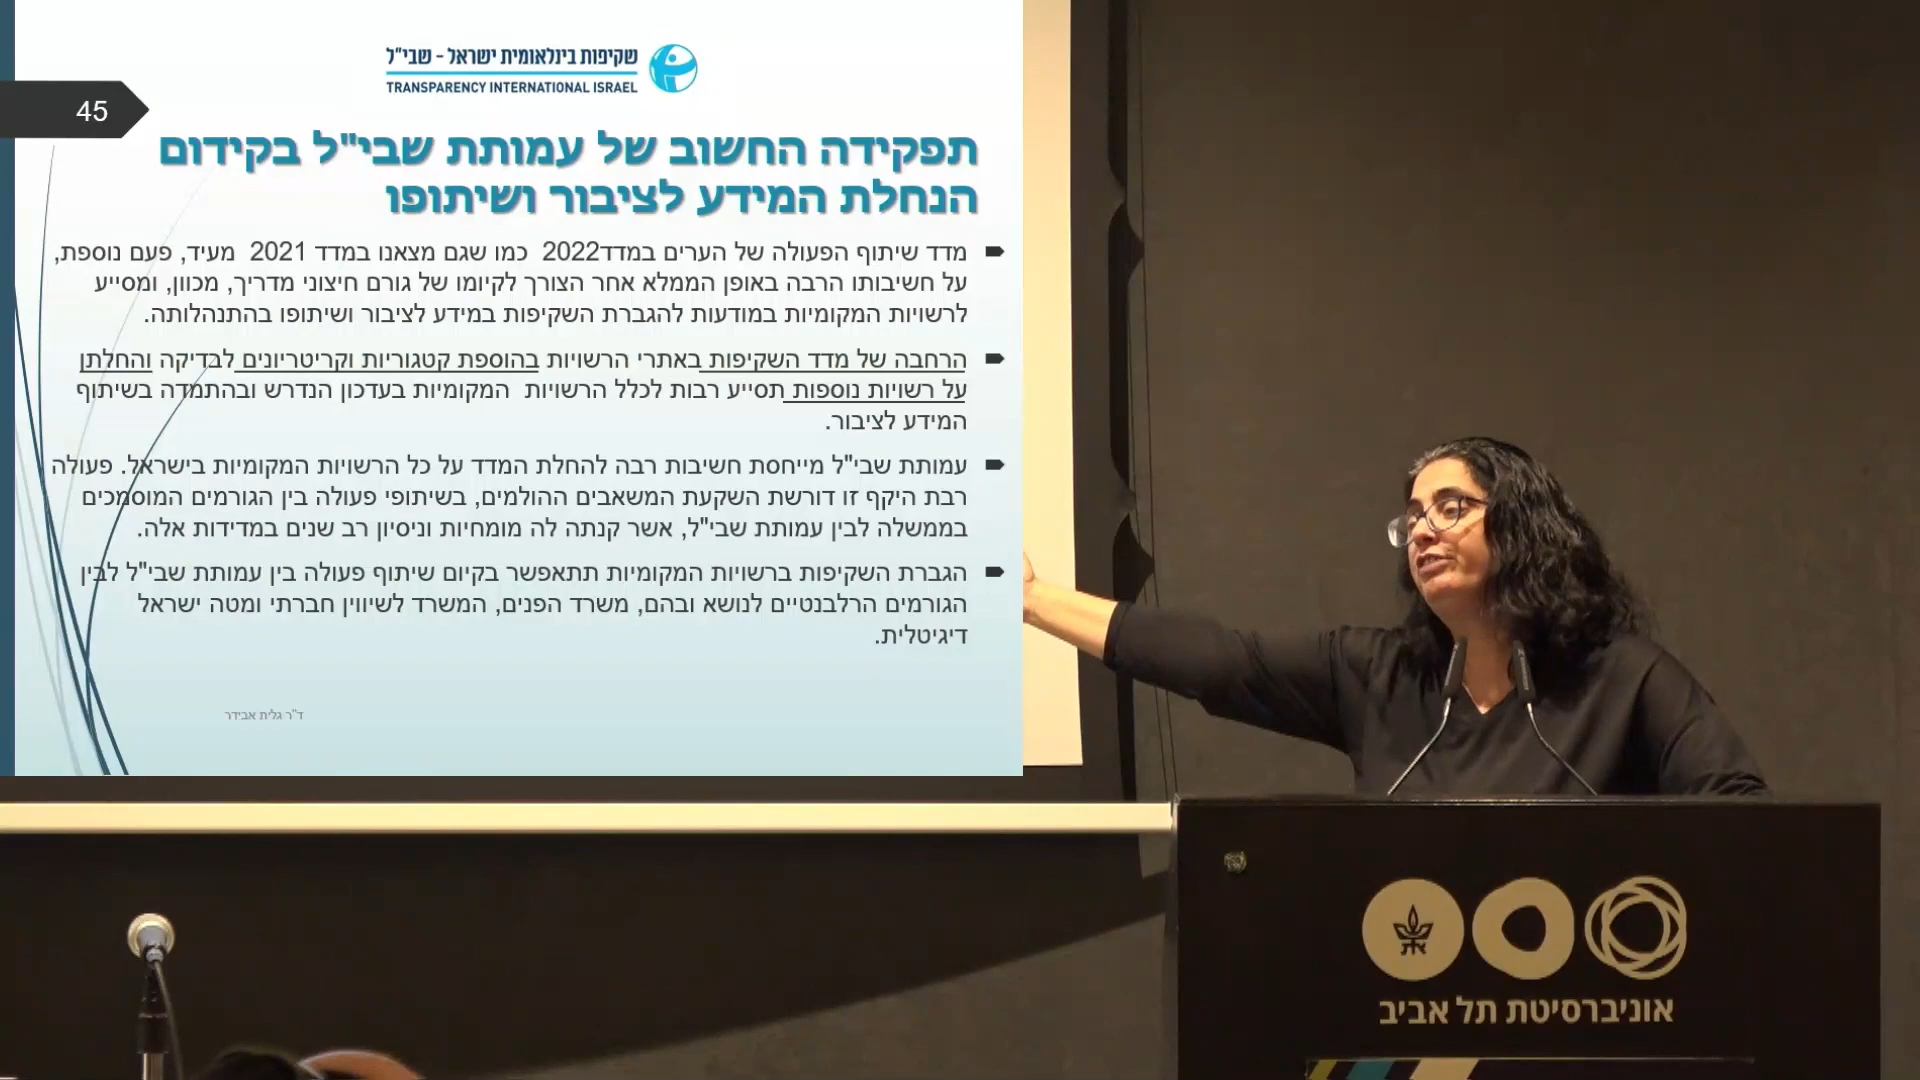 שקיפות בינלאומית ישראל - שבי"ל
TRANSPARENCY INTERNATIONAL ISRAEL
45
תפקידה החשוב של עמותת שבי"ל בקידום
הנחלת המידע לציבור ושיתופו
מדד שיתוף הפעולה של הערים במדד2022 כמו שגם מצאנו במדד 2021 מעיד, פעם נוספת,
על חשיבותו הרבה באופן הממלא אחר הצורך לקיומו של גורם חיצוני מדריך, מכוון, ומסייע
לרשויות המקומיות במודעות להגברת השקיפות במידע לציבור ושיתופו בהתנהלותה.
הרחבה של מדד השקיפות באתרי הרשויות בהוספת קטגוריות וקריטריונים לבדיקה והחלתן
על רשויות נוספות תסייע רבות לכלל הרשויות המקומיות בעדכון הנדרש ובהתמדה בשיתוף
המידע לציבור.
עמותת שבי"ל מייחסת חשיבות רבה להחלת המדד על כל הרשויות המקומיות בישראל. פעולה
רבת היקף זו דורשת השקעת המשאבים ההולמים, בשיתופי פעולה בין הגורמים המוסמכים
בממשלה לבין עמותת שבי"ל, אשר קנתה לה מומחיות וניסיון רב שנים במדידות אלה.
הגברת השקיפות ברשויות המקומיות תתאפשר בקיום שיתוף פעולה בין עמותת שבי"ל לבין
הגורמים הרלבנטיים לנושא ובהם, משרד הפנים, המשרד לשיווין חברתי ומטה ישראל
דיגיטלית.
ד"ר גלית אבידר
אוניברסיטת תל אביב